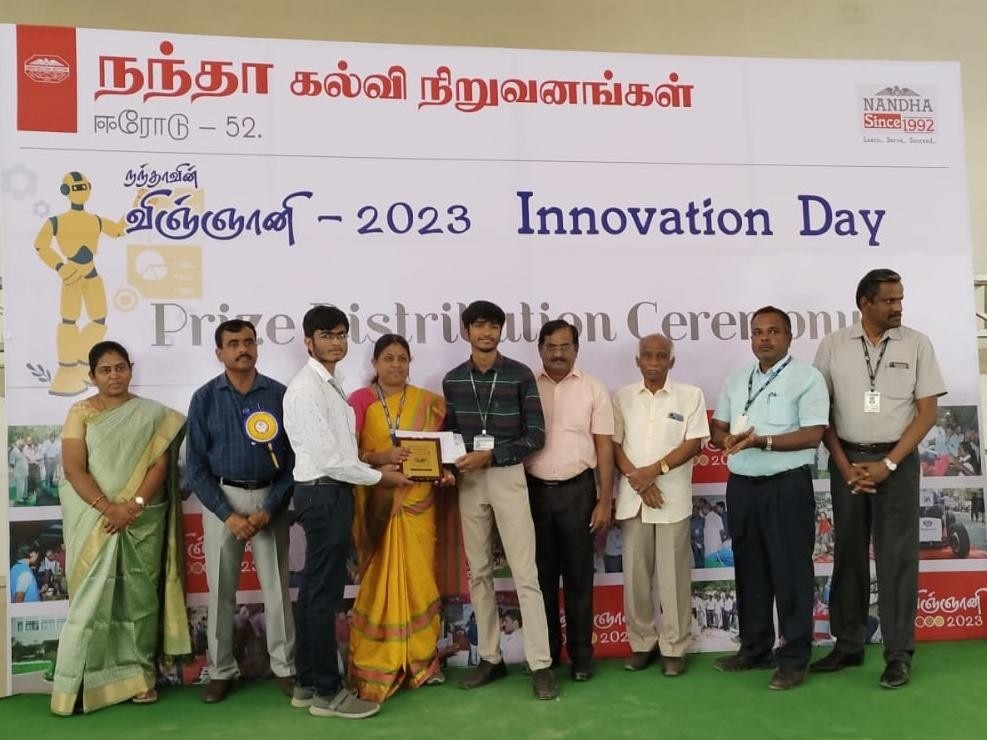 நந்தா கல்வி நிறுவனங்கள்
ஈரோடு – 52.
NANDHA
Since 1992
Learn.. Serve.. Succeed..
நந்தாவின்
விஞ்ஞானி – 2023 Innovation Day
Prize Distribution Ceremony
விஞ்ஞானி
2023